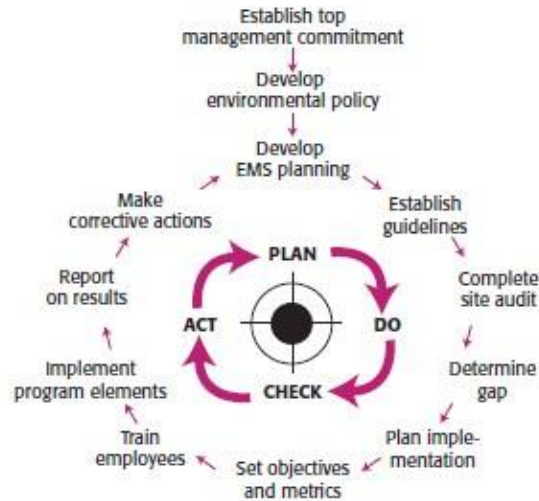 Establish top
management commitment
Develop
environmental policy
Develop
EMS planning
Establish
guidelines
Complete
site audit
Determine
gap
Plan imple-
mentation
Set objectives
and metrics
Train
employees
Implement
program elements
Report
on results
Make
corrective actions
PLAN
DO
CHECK
ACT